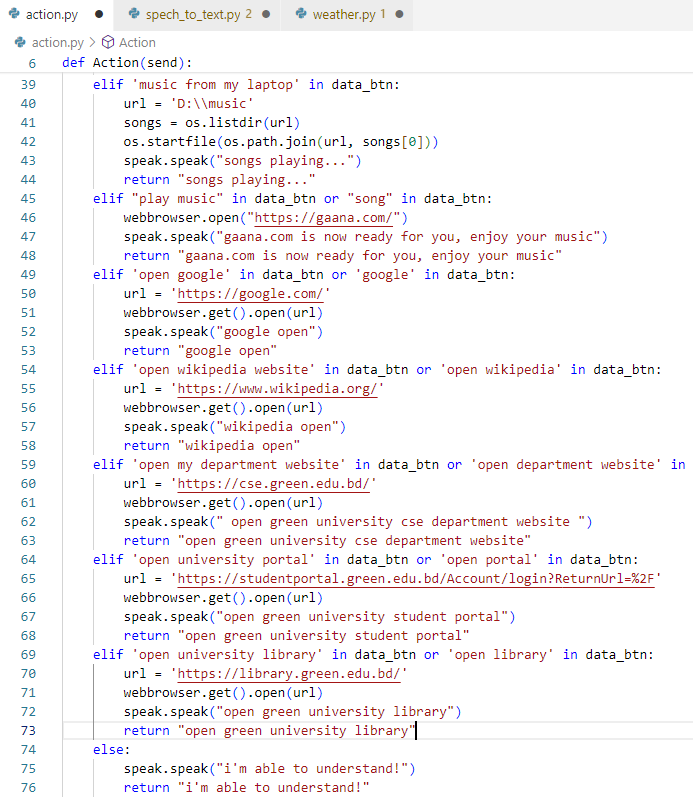 action.py ● spech_to_text.py 2 ● weather.py 1 ●
action.py > Action
6 def Action(send):
39 elif 'music from my laptop' in data_btn:
40 url = 'D:\\music'
41 songs = os.listdir(url)
42 os.startfile(os.path.join(url, songs[0]))
43 speak.speak("songs playing...")
44 return "songs playing..."
45 elif "play music" in data_btn or "song" in data_btn:
46 webbrowser.open("https://gaana.com/")
47 speak.speak("gaana.com is now ready for you, enjoy your music")
48 return "gaana.com is now ready for you, enjoy your music"
49 elif 'open google' in data_btn or 'google' in data_btn:
50 url = 'https://google.com/'
51 webbrowser.get().open(url)
52 speak.speak("google open")
53 return "google open"
54 elif 'open wikipedia website' in data_btn or 'open wikipedia' in data_btn:
55 url = 'https://www.wikipedia.org/'
56 webbrowser.get().open(url)
57 speak.speak("wikipedia open")
58 return "wikipedia open"
59 elif 'open my department website' in data_btn or 'open department website' in
60 url = 'https://cse.green.edu.bd/'
61 webbrowser.get().open(url)
62 speak.speak(" open green university cse department website ")
63 return "open green university cse department website"
64 elif 'open university portal' in data_btn or 'open portal' in data_btn:
65 url = 'https://studentportal.green.edu.bd/Account/login?ReturnUrl=%2F'
66 webbrowser.get().open(url)
67 speak.speak("open green university student portal")
68 return "open green university student portal"
69 elif 'open university library' in data_btn or 'open library' in data_btn:
70 url = 'https://library.green.edu.bd/'
71 webbrowser.get().open(url)
72 speak.speak("open green university library")
73 return "open green university library"
74 else:
75 speak.speak("i'm able to understand!")
76 return "i'm able to understand!"